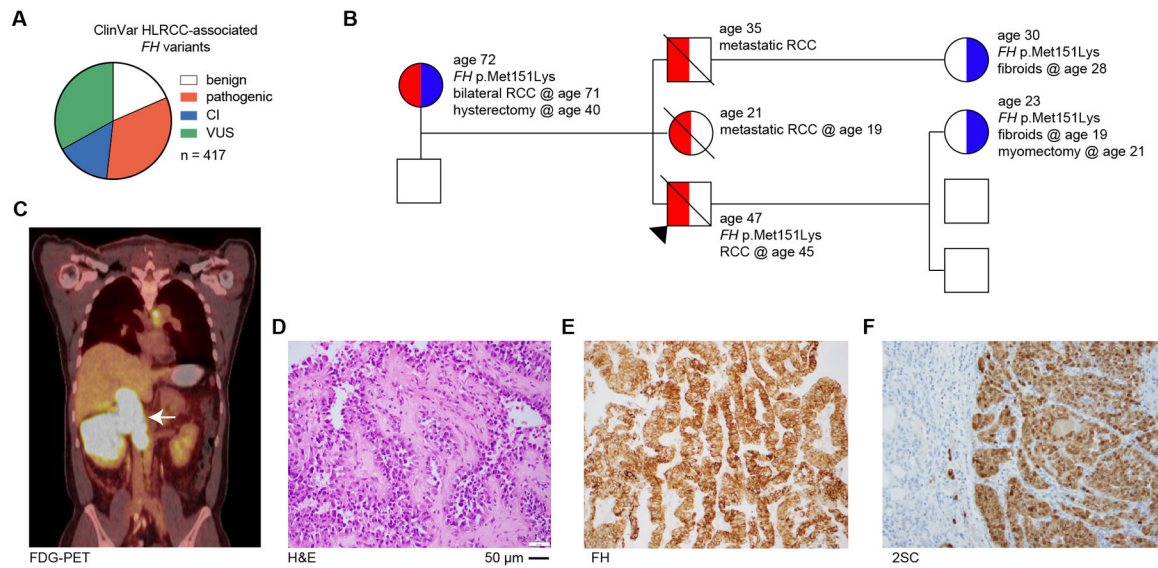 A
ClinVar HLRCC-associated
FH variants
benign
pathogenic
CI
VUS
n = 417
B
age 72
FH p.Met151Lys
bilateral RCC @ age 71
hysterectomy @ age 40
age 35
metastatic RCC
age 30
FH p.Met151Lys
fibroids @ age 28
age 21
metastatic RCC @ age 19
age 23
FH p.Met151Lys
fibroids @ age 19
myomectomy @ age 21
age 47
FH p.Met151Lys
RCC @ age 45
C
FDG-PET
D
H&E
50 µm
E
FH
F
2SC